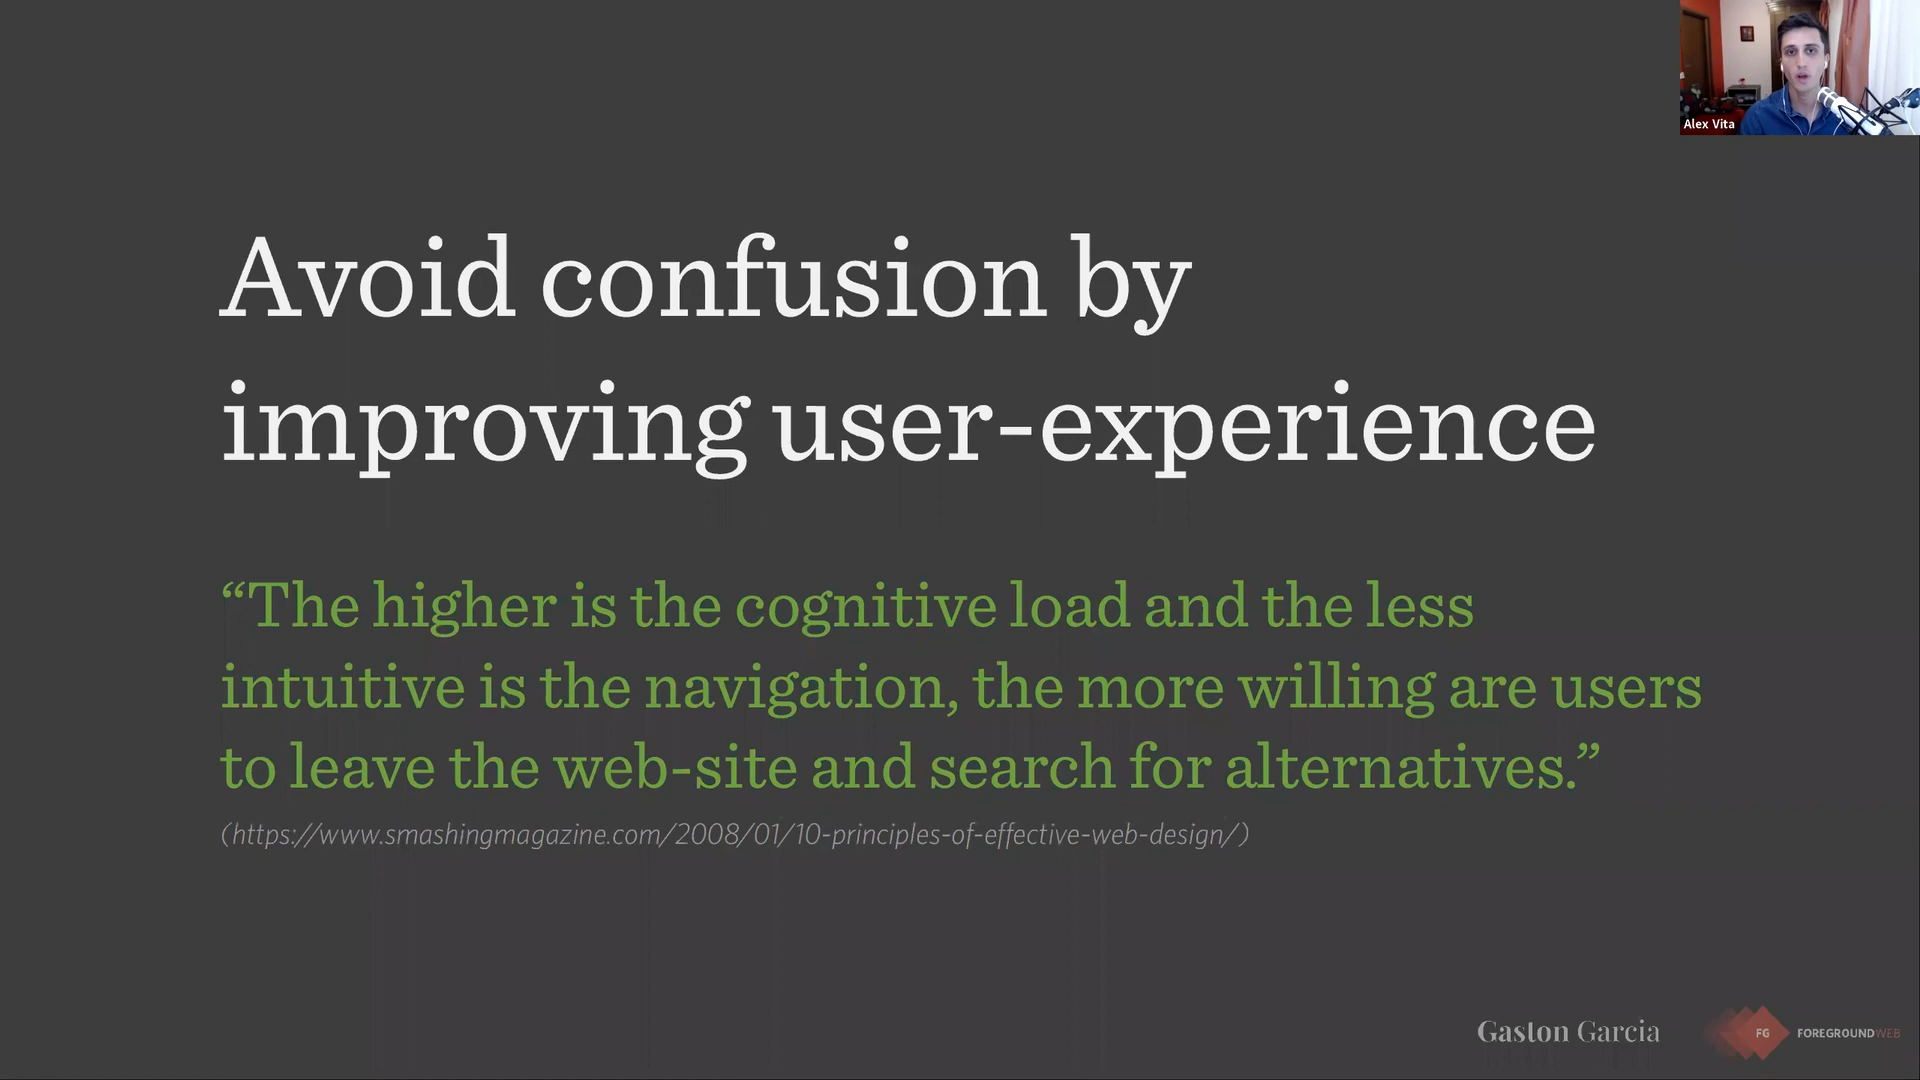 Alex Vita
Avoid confusion by
improving user-experience
“The higher is the cognitive load and the less
intuitive is the navigation, the more willing are users
to leave the web-site and search for alternatives.”
(https://www.smashingmagazine.com/2008/01/10-principles-of-effective-web-design/)
Gaston Garcia
FG FOREGROUNDWEB